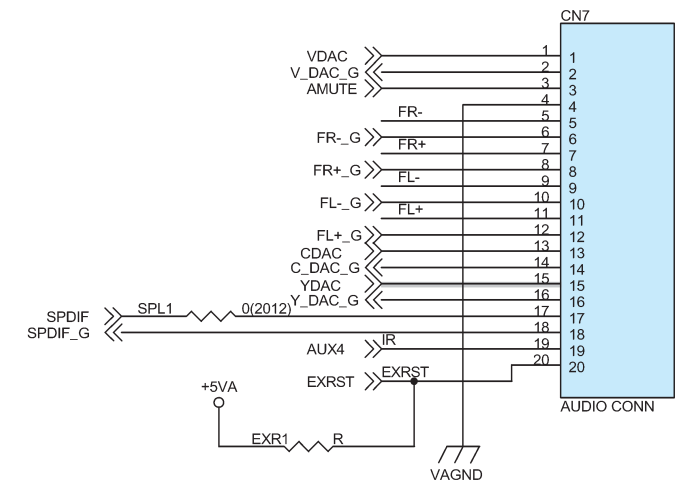 CN7
VDAC 1 1
V_DAC_G 2 2
AMUTE 3 3
4 4
FR- 5 5
FR-_G 6 6
FR+ 7 7
FR+_G 8 8
FL- 9 9
FL-_G 10 10
FL+ 11 11
FL+_G 12 12
CDAC 13 13
C_DAC_G 14 14
YDAC 15 15
Y_DAC_G 16 16
SPDIF SPL1 0(2012) 17 17
SPDIF_G 18 18
AUX4 IR 19 19
EXRST EXRST 20 20
+5VA
AUDIO CONN
EXR1 R
VAGND